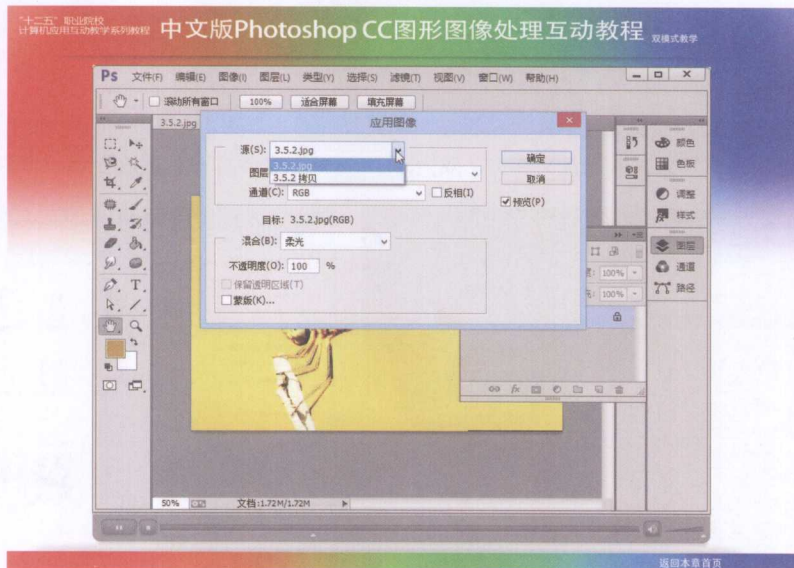 "十二五"职业院校
计算机应用互动教学系列教程
中文版Photoshop CC图形图像处理互动教程 双模式教学
Ps 文件(F) 编辑(E) 图像(I) 图层(L) 类型(Y) 选择(S) 滤镜(T) 视图(V) 窗口(W) 帮助(H)
滚动所有窗口 100% 适合屏幕 填充屏幕
3.5.2.jpg
应用图像
源(S): 3.5.2.jpg
3.5.2.jpg
3.5.2 拷贝
图层
通道(C): RGB 反相(I)
确定
取消
预览(P)
目标: 3.5.2.jpg(RGB)
混合(B): 柔光
不透明度(O): 100 %
保留透明区域(T)
蒙版(K)...
颜色
色板
调整
样式
图层
通道
路径
100%
100%
50% 文档:1.72M/1.72M
返回本章首页